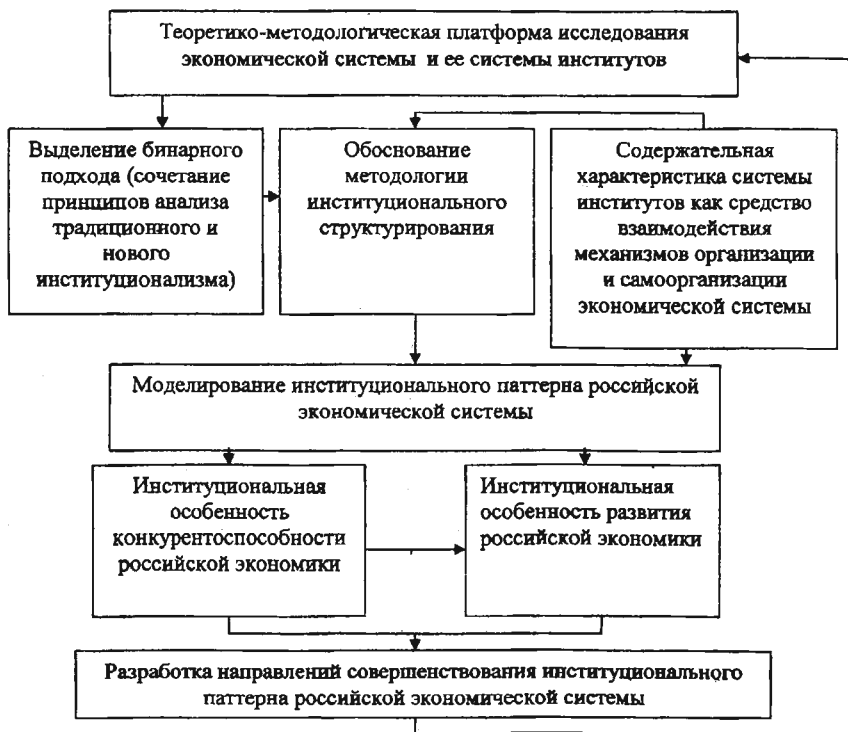 Теоретико-методологическая платформа исследования
экономической системы и ее системы институтов
Выделение бинарного
подхода (сочетание
принципов анализа
традиционного и
нового
институционализма)
Обоснование
методологии
институционального
структурирования
Содержательная
характеристика системы
институтов как средство
взаимодействия
механизмов организации
и самоорганизации
экономической системы
Моделирование институционального паттерна российской
экономической системы
Институциональная
особенность
конкурентоспособности
российской экономики
Институциональная
особенность развития
российской экономики
Разработка направлений совершенствования институционального
паттерна российской экономической системы